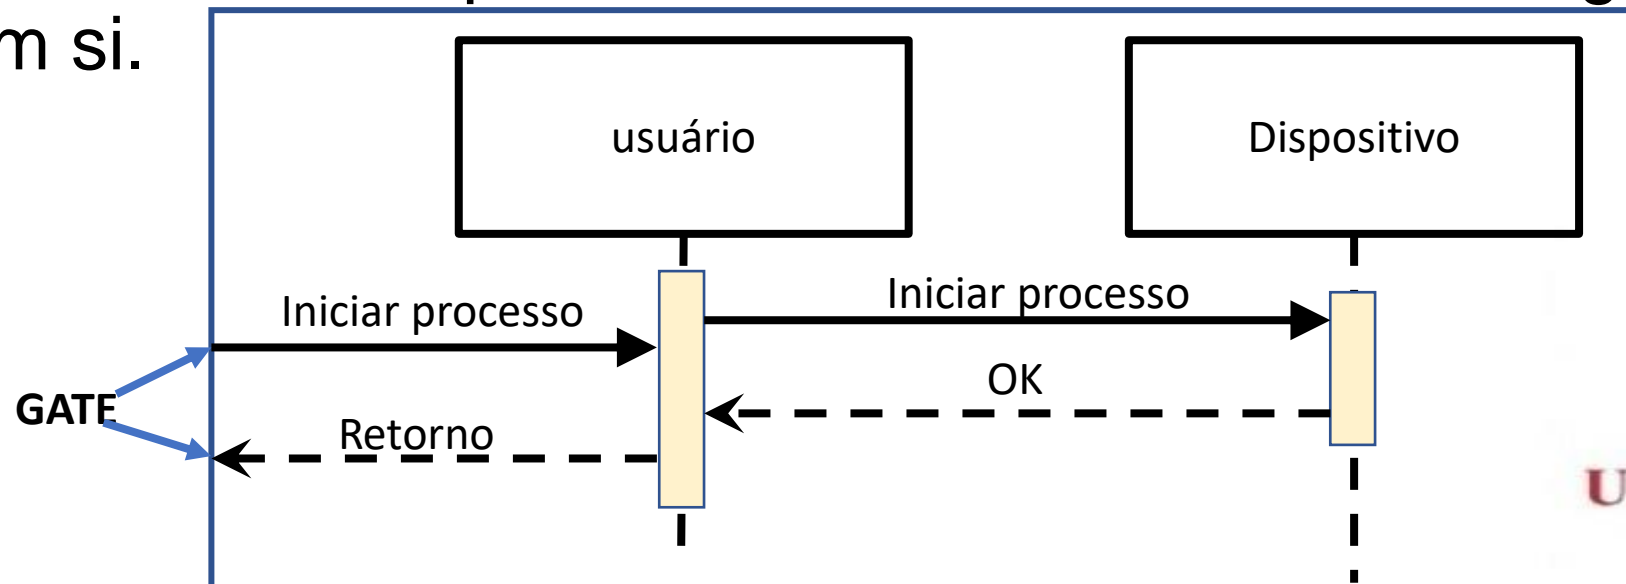 m si.
usuário
Dispositivo
Iniciar processo
Iniciar processo
OK
GATE
Retorno
U